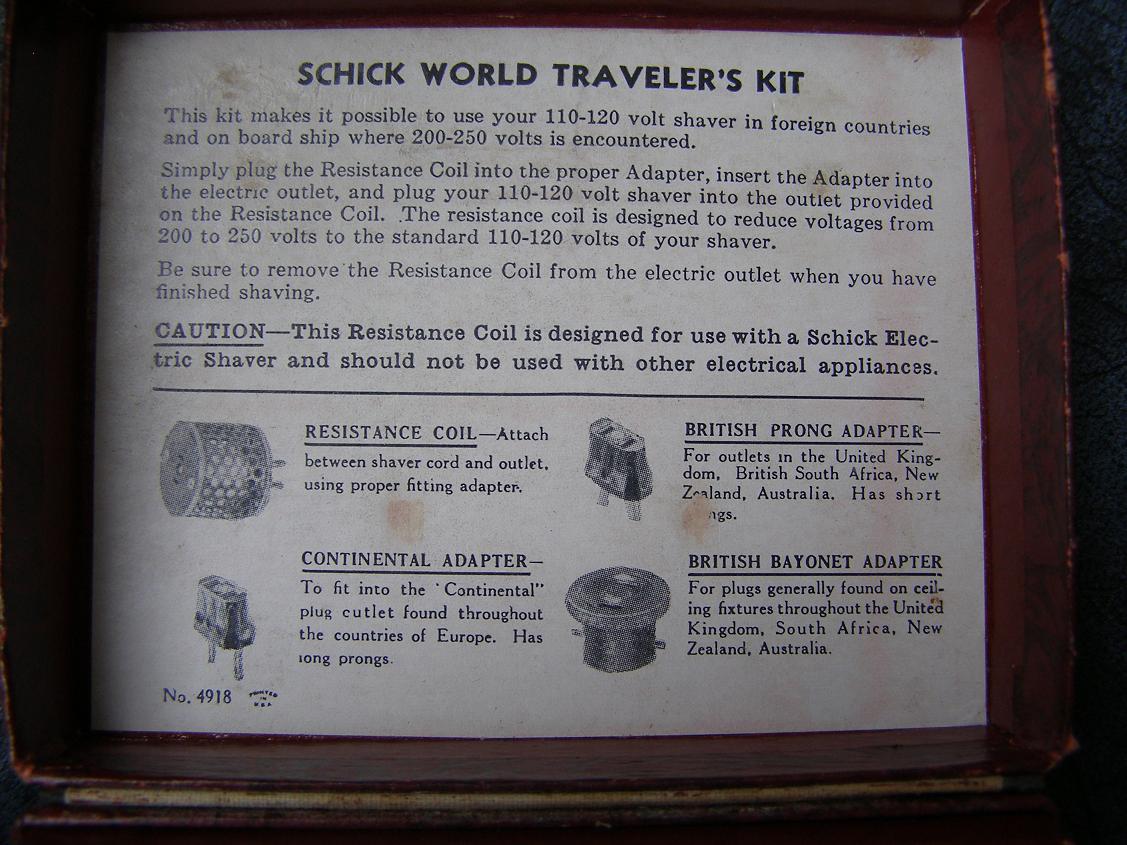 SCHICK WORLD TRAVELER'S KIT
This kit makes it possible to use your 110-120 volt shaver in foreign countries
and on board ship where 200-250 volts is encountered.
Simply plug the Resistance Coil into the proper Adapter, insert the Adapter into
the electric outlet, and plug your 110-120 volt shaver into the outlet provided
on the Resistance Coil. The resistance coil is designed to reduce voltages from
200 to 250 volts to the standard 110-120 volts of your shaver.
Be sure to remove the Resistance Coil from the electric outlet when you have
finished shaving.
CAUTION—This Resistance Coil is designed for use with a Schick Elec-
tric Shaver and should not be used with other electrical appliances.
RESISTANCE COIL—Attach
between shaver cord and outlet,
using proper fitting adapter.
BRITISH PRONG ADAPTER—
For outlets in the United King-
dom, British South Africa, New
Zealand, Australia. Has short
CONTINENTAL ADAPTER—
To fit into the "Continental"
plug outlet found throughout
the countries of Europe. Has
long prongs.
BRITISH BAYONET ADAPTER
For plugs generally found on ceil-
ing fixtures throughout the United
Kingdom, South Africa, New
Zealand, Australia.
No. 4918
PRINTED
IN
U.S.A.